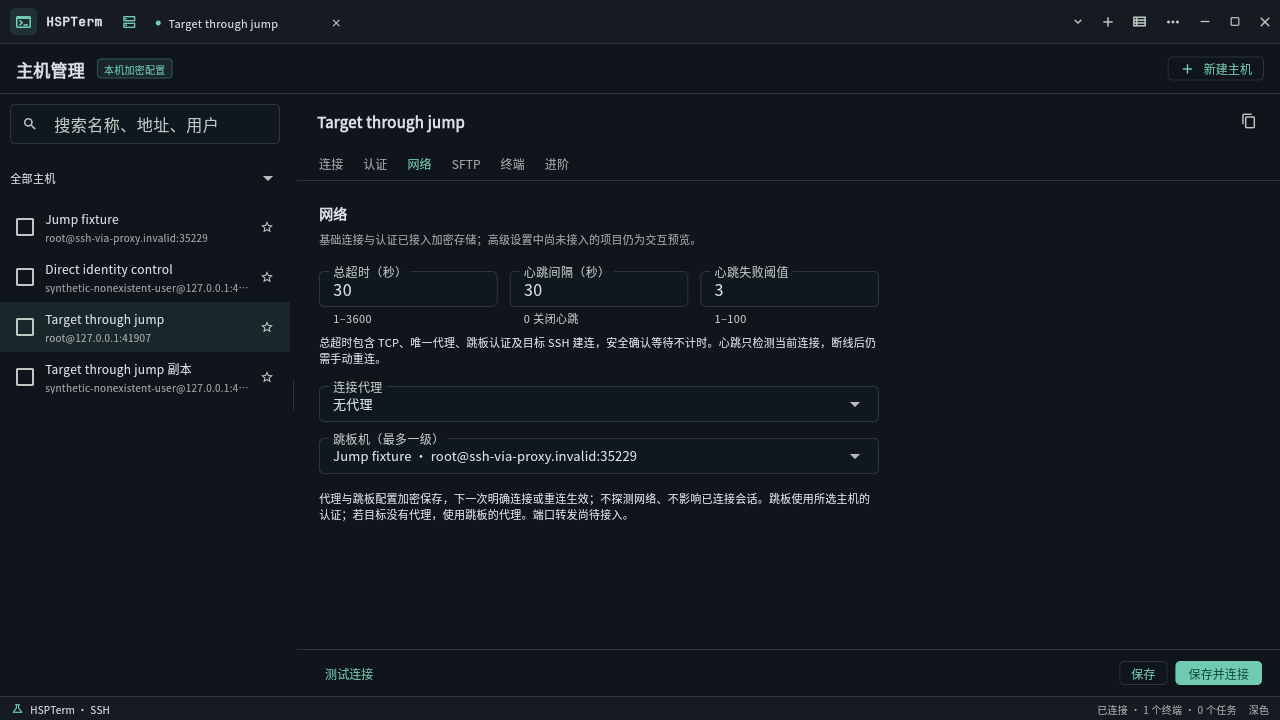 HSPTerm
Target through jump
主机管理
本机加密配置
新建主机
搜索名称、地址、用户
全部主机
Jump fixture
root@ssh-via-proxy.invalid:35229
Direct identity control
synthetic-nonexistent-user@127.0.0.1:4…
Target through jump
root@127.0.0.1:41907
Target through jump 副本
synthetic-nonexistent-user@127.0.0.1:4…
Target through jump
连接 认证 网络 SFTP 终端 进阶
网络
基础连接与认证已接入加密存储；高级设置中尚未接入的项目仍为交互预览。
总超时（秒） 心跳间隔（秒） 心跳失败阈值
30 30 3
1–3600 0 关闭心跳 1–100
总超时包含 TCP、唯一代理、跳板认证及目标 SSH 建连，安全确认等待不计时。心跳只检测当前连接，断线后仍
需手动重连。
连接代理
无代理
跳板机（最多一级）
Jump fixture · root@ssh-via-proxy.invalid:35229
代理与跳板配置加密保存，下一次明确连接或重连生效；不探测网络、不影响已连接会话。跳板使用所选主机的
认证；若目标没有代理，使用跳板的代理。端口转发尚待接入。
测试连接
保存
保存并连接
HSPTerm · SSH
已连接 · 1 个终端 · 0 个任务 深色